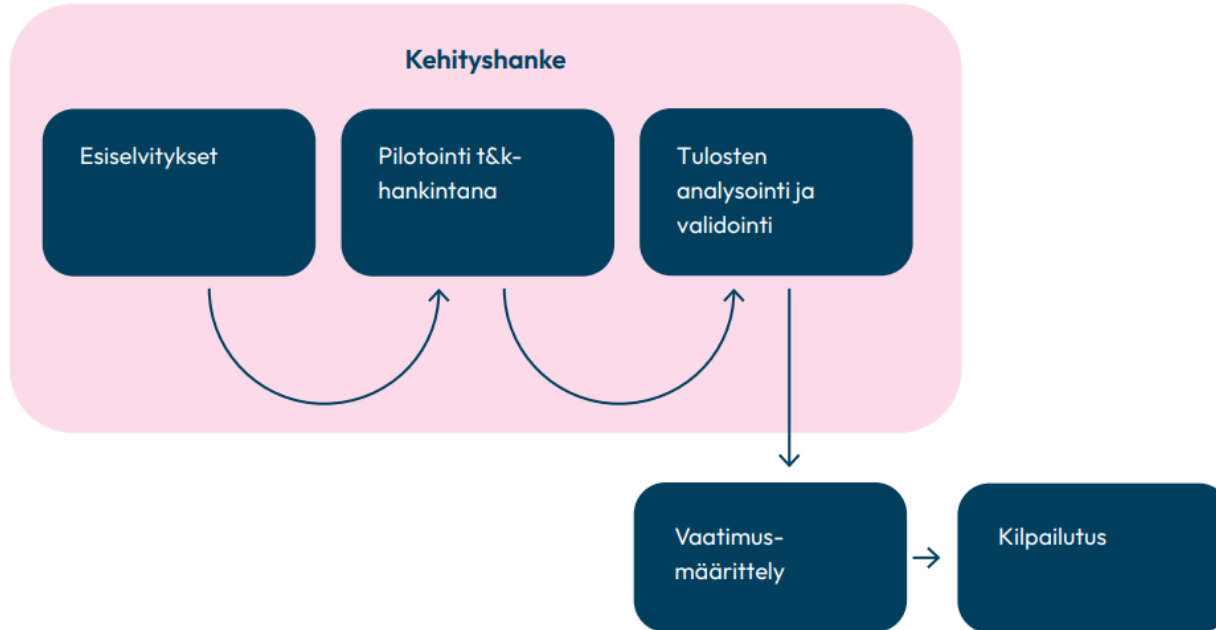 Kehityshanke
Esiselvitykset
Pilotointi t&k-
hankintana
Tulosten
analysointi ja
validointi
Vaatimus-
määrittely
Kilpailutus